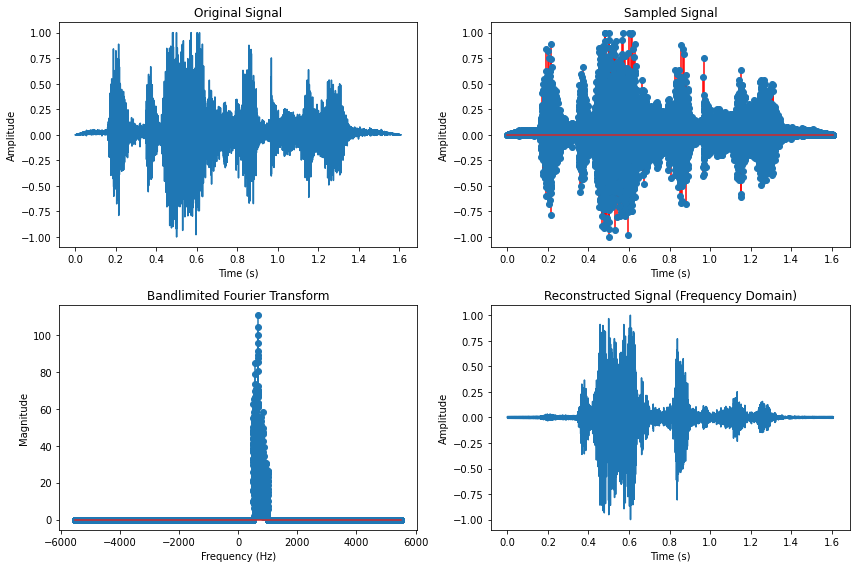 Original Signal
1.00
0.75
0.50
0.25
0.00
−0.25
−0.50
−0.75
−1.00
Amplitude
0.0 0.2 0.4 0.6 0.8 1.0 1.2 1.4 1.6
Time (s)
Sampled Signal
1.00
0.75
0.50
0.25
0.00
−0.25
−0.50
−0.75
−1.00
Amplitude
0.0 0.2 0.4 0.6 0.8 1.0 1.2 1.4 1.6
Time (s)
Bandlimited Fourier Transform
100
80
60
40
20
0
Magnitude
−6000 −4000 −2000 0 2000 4000 6000
Frequency (Hz)
Reconstructed Signal (Frequency Domain)
1.00
0.75
0.50
0.25
0.00
−0.25
−0.50
−0.75
−1.00
Amplitude
0.0 0.2 0.4 0.6 0.8 1.0 1.2 1.4 1.6
Time (s)